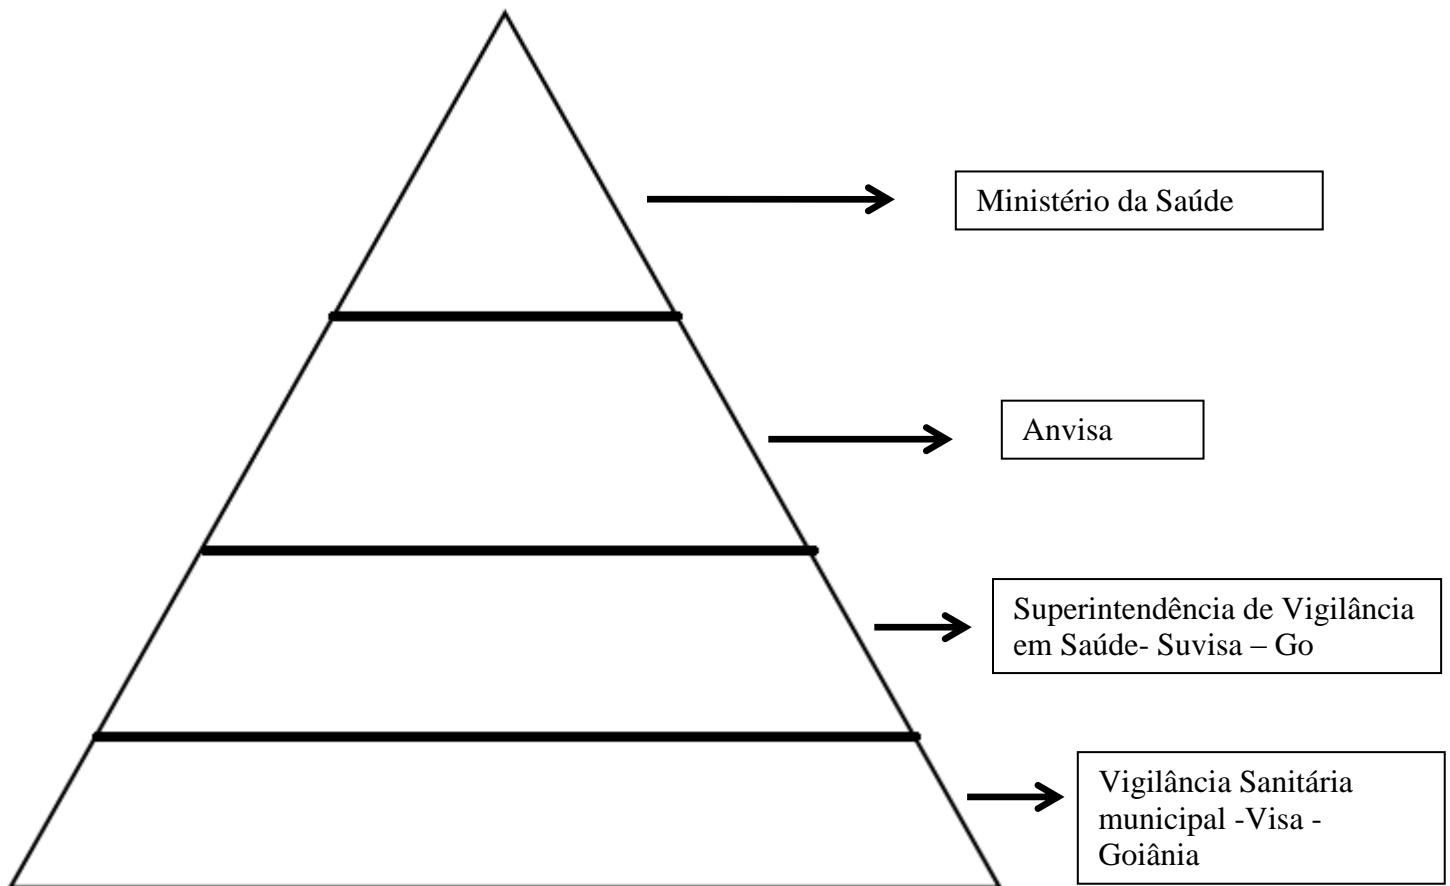 Ministério da Saúde
Anvisa
Superintendência de Vigilância
em Saúde- Suvisa – Go
Vigilância Sanitária
municipal -Visa -
Goiânia